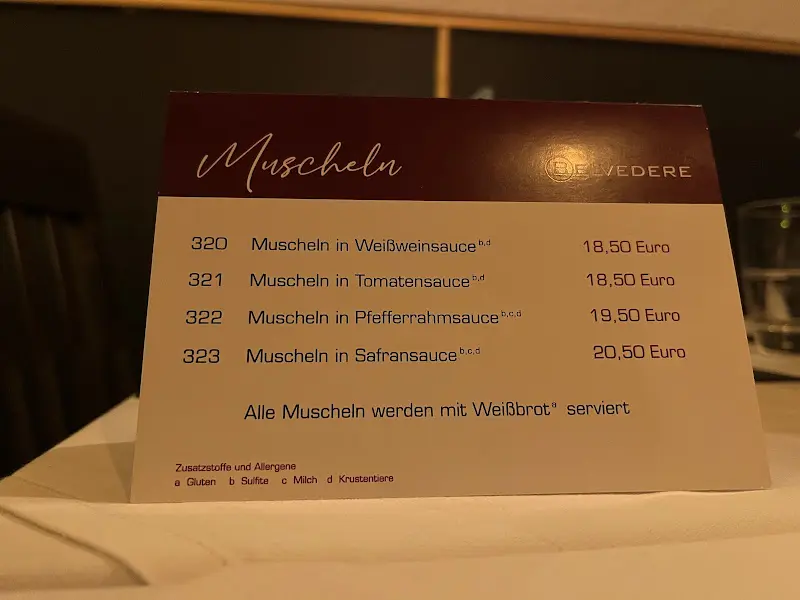 Muscheln BELVEDERE
320 Muscheln in Weißweinsauce b,d 18,50 Euro
321 Muscheln in Tomatensauce b,d 18,50 Euro
322 Muscheln in Pfefferrahmsauce b,c,d 19,50 Euro
323 Muscheln in Safransauce b,c,d 20,50 Euro
Alle Muscheln werden mit Weißbrot a serviert
Zusatzstoffe und Allergene
a Gluten b Sulfite c Milch d Krustentiere